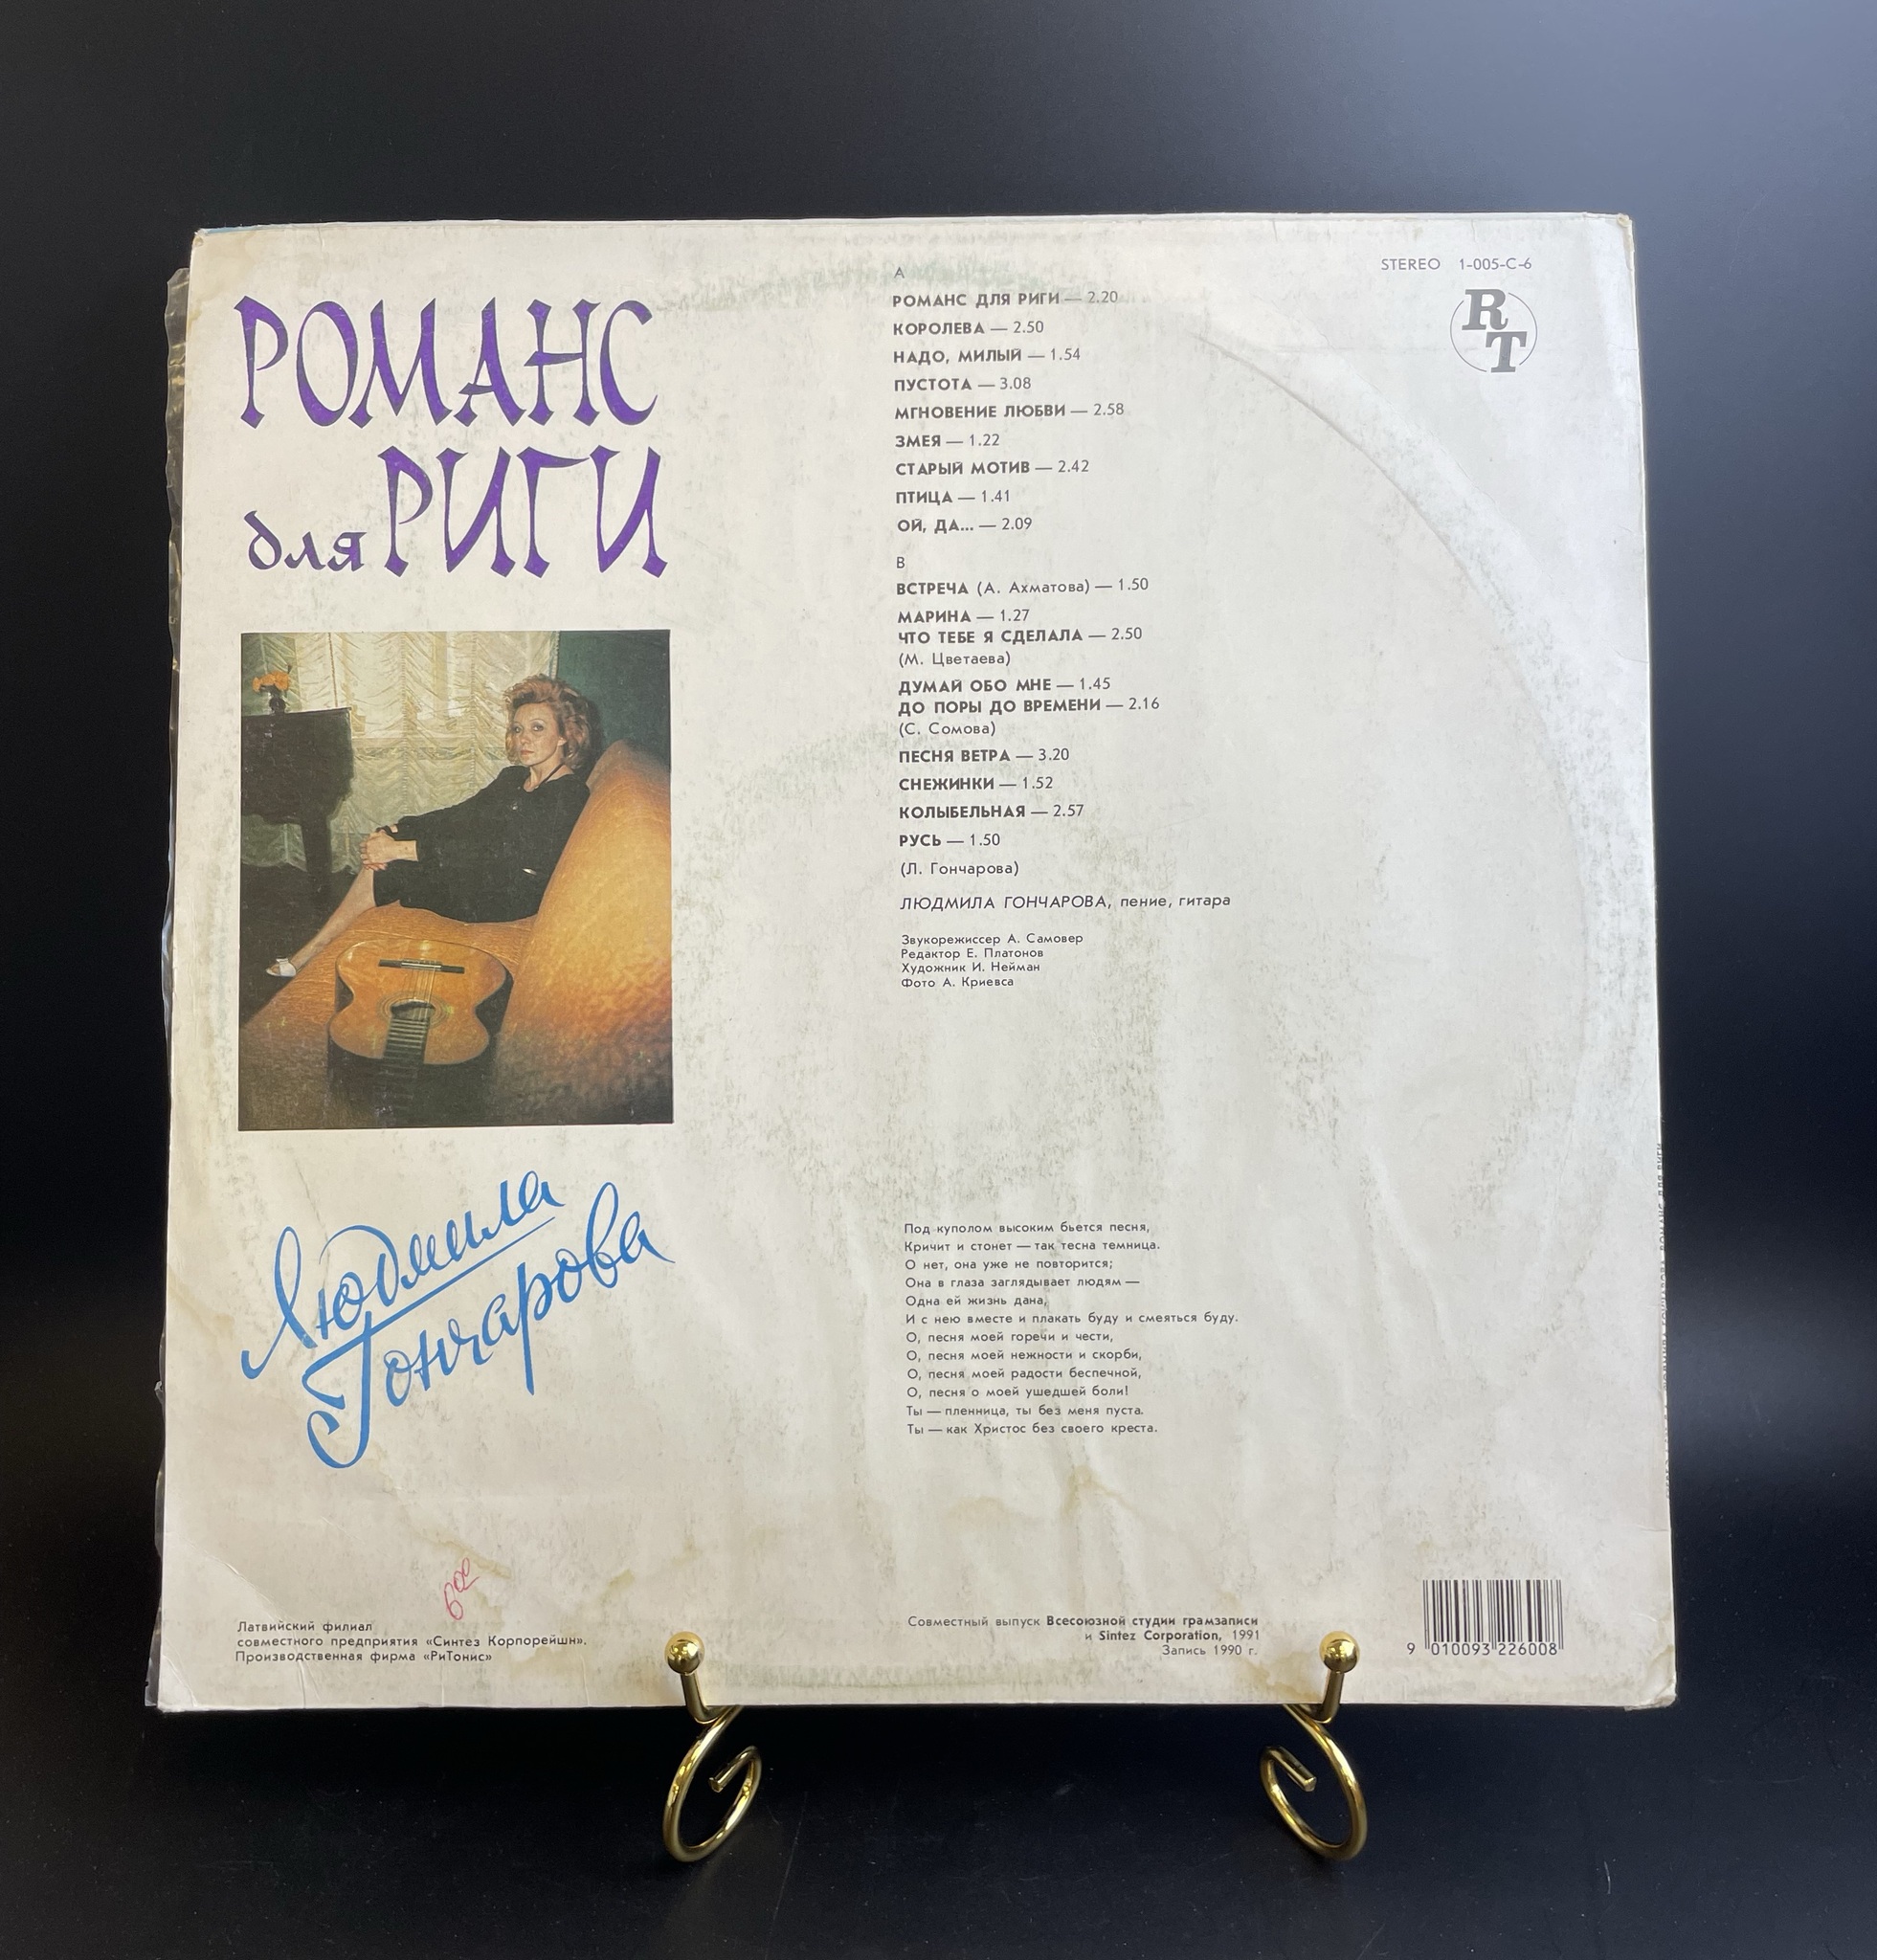 РОМАНС
для РИГИ
Людмила
Гончарова
6 00
Латвийский филиал
совместного предприятия «Синтез Корпорейшн».
Производственная фирма «РиТонис»
A
РОМАНС ДЛЯ РИГИ — 2.20
КОРОЛЕВА — 2.50
НАДО, МИЛЫЙ — 1.54
ПУСТОТА — 3.08
МГНОВЕНИЕ ЛЮБВИ — 2.58
ЗМЕЯ — 1.22
СТАРЫЙ МОТИВ — 2.42
ПТИЦА — 1.41
ОЙ, ДА... — 2.09
B
ВСТРЕЧА (А. Ахматова) — 1.50
МАРИНА — 1.27
ЧТО ТЕБЕ Я СДЕЛАЛА — 2.50
(М. Цветаева)
ДУМАЙ ОБО МНЕ — 1.45
ДО ПОРЫ ДО ВРЕМЕНИ — 2.16
(С. Сомова)
ПЕСНЯ ВЕТРА — 3.20
СНЕЖИНКИ — 1.52
КОЛЫБЕЛЬНАЯ — 2.57
РУСЬ — 1.50
(Л. Гончарова)
ЛЮДМИЛА ГОНЧАРОВА, пение, гитара
Звукорежиссер А. Самовер
Редактор Е. Платонов
Художник И. Нейман
Фото А. Криевса
Под куполом высоким бьется песня,
Кричит и стонет — так тесна темница.
О нет, она уже не повторится;
Она в глаза заглядывает людям —
Одна ей жизнь дана,
И с нею вместе и плакать буду и смеяться буду.
О, песня моей горечи и чести,
О, песня моей нежности и скорби,
О, песня моей радости беспечной,
О, песня о моей ушедшей боли!
Ты — пленница, ты без меня пуста.
Ты — как Христос без своего креста.
Совместный выпуск Всесоюзной студии грамзаписи
и Sintez Corporation, 1991
Запись 1990 г.
STEREO 1-005-C-6
RT
9 010093 226008